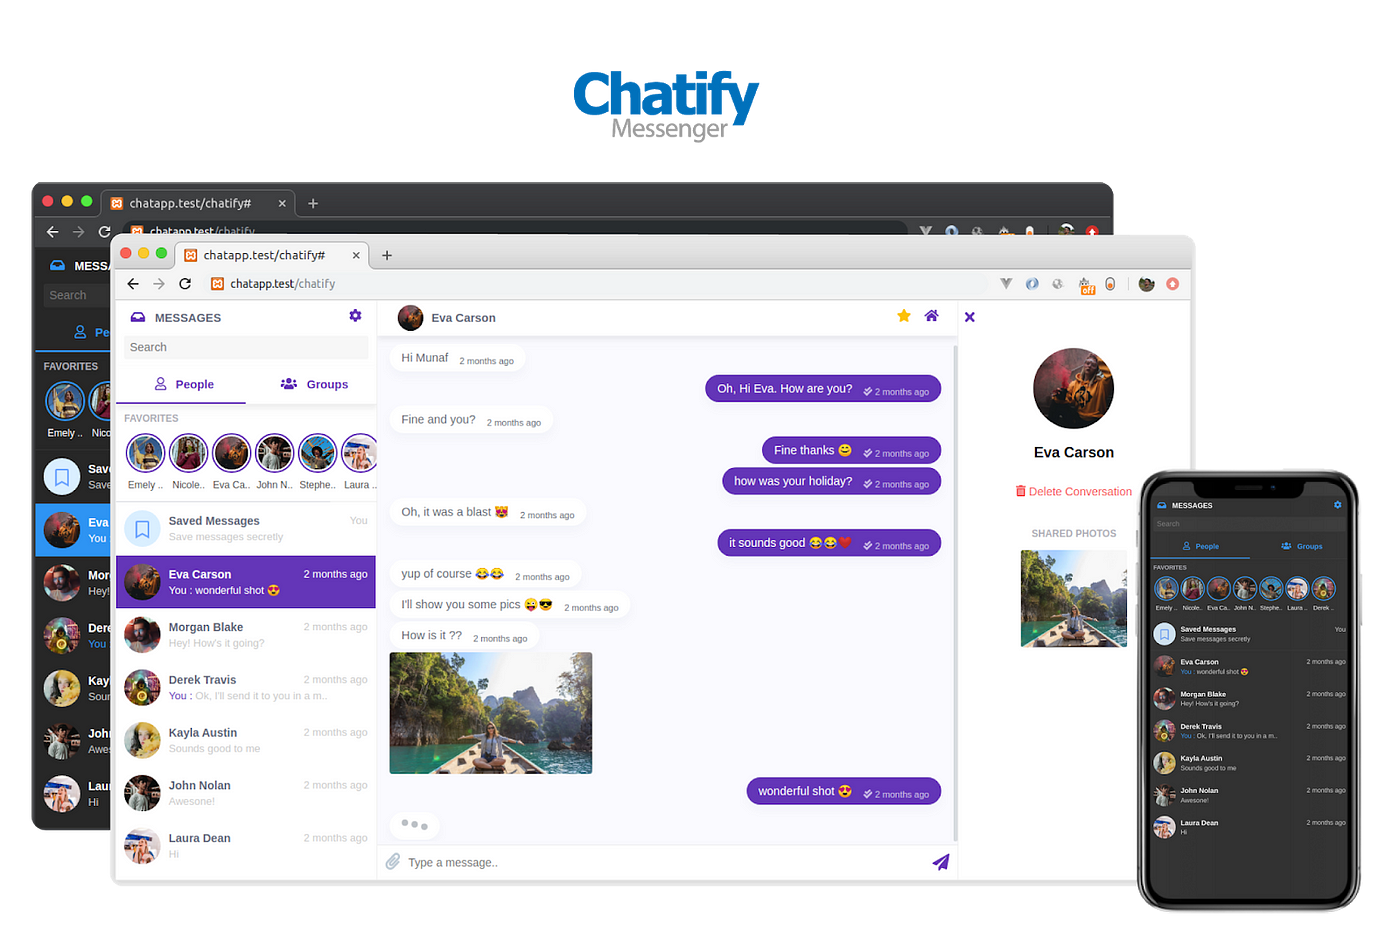 Chatify
Messenger
chatapp.test/chatify#
chatapp.test/chatify
MESSA
Search
Pe
FAVORITES
Emely ..
Nico
Save
Save
Eva
You :
Mor
Hey!
Dere
You
Kay
Sour
Joh
Awe
Lau
Hi
chatapp.test/chatify#
chatapp.test/chatify
off
MESSAGES
Search
People Groups
FAVORITES
Emely .. Nicole.. Eva Ca.. John N.. Stephe.. Laura ..
Saved Messages You
Save messages secretly
Eva Carson 2 months ago
You : wonderful shot 😍
Morgan Blake 2 months ago
Hey! How's it going?
Derek Travis 2 months ago
You : Ok, I'll send it to you in a m..
Kayla Austin 2 months ago
Sounds good to me
John Nolan 2 months ago
Awesome!
Laura Dean 2 months ago
Hi
Eva Carson
Hi Munaf 2 months ago
Oh, Hi Eva. How are you? 2 months ago
Fine and you? 2 months ago
Fine thanks 😊 2 months ago
how was your holiday? 2 months ago
Oh, it was a blast 😻 2 months ago
it sounds good 😂😂❤️ 2 months ago
yup of course 😂😂 2 months ago
I'll show you some pics 😜😎 2 months ago
How is it ?? 2 months ago
wonderful shot 😍 2 months ago
Type a message..
Eva Carson
Delete Conversation
SHARED PHOTOS
MESSAGES
Search
People Groups
FAVORITES
Emely .. Nicole.. Eva Ca.. John N.. Stephe.. Laura .. Derek ..
Saved Messages You
Save messages secretly
Eva Carson 2 months ago
You : wonderful shot 😍
Morgan Blake 2 months ago
Hey! How's it going?
Derek Travis 2 months ago
You : Ok, I'll send it to you in a m..
Kayla Austin 2 months ago
Sounds good to me
John Nolan 2 months ago
Awesome!
Laura Dean 2 months ago
Hi